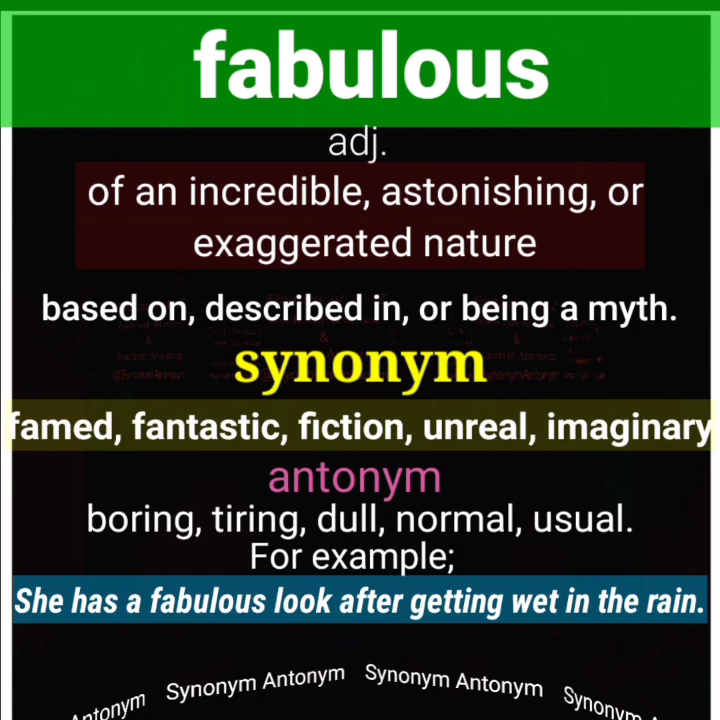 fabulous
adj.
of an incredible, astonishing, or
exaggerated nature
based on, described in, or being a myth.
synonym
famed, fantastic, fiction, unreal, imaginary
antonym
boring, tiring, dull, normal, usual.
For example;
She has a fabulous look after getting wet in the rain.
Antonym Synonym Antonym Synonym Antonym Synonym